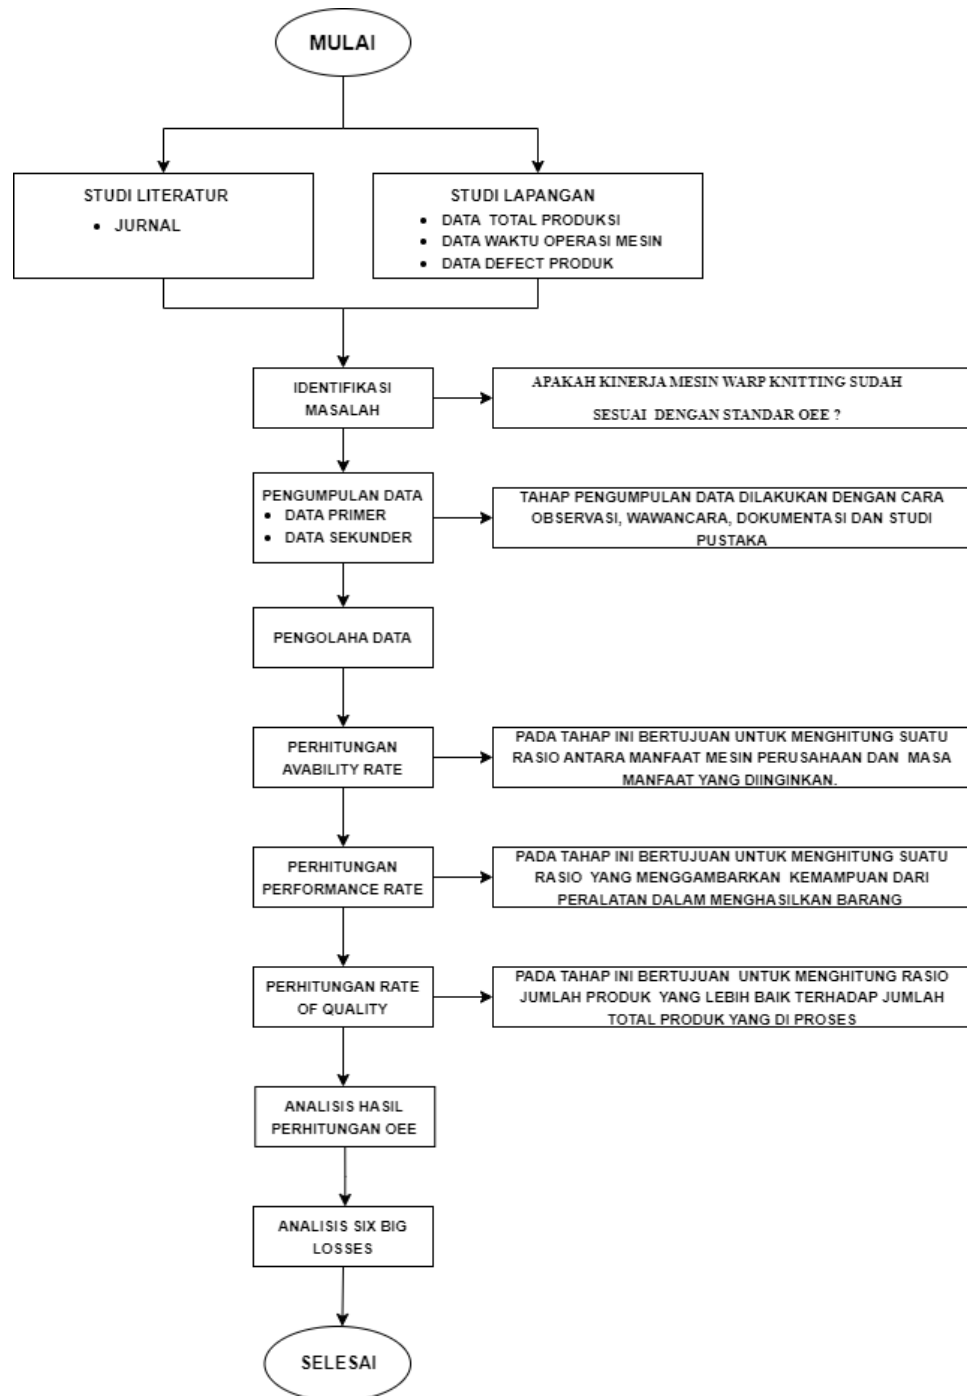 MULAI
STUDI LITERATUR
• JURNAL
STUDI LAPANGAN
• DATA TOTAL PRODUKSI
• DATA WAKTU OPERASI MESIN
• DATA DEFECT PRODUK
IDENTIFIKASI
MASALAH
APAKAH KINERJA MESIN WARP KNITTING SUDAH
SESUAI DENGAN STANDAR OEE ?
PENGUMPULAN DATA
• DATA PRIMER
• DATA SEKUNDER
TAHAP PENGUMPULAN DATA DILAKUKAN DENGAN CARA
OBSERVASI, WAWANCARA, DOKUMENTASI DAN STUDI
PUSTAKA
PENGOLAHA DATA
PERHITUNGAN
AVABILITY RATE
PADA TAHAP INI BERTUJUAN UNTUK MENGHITUNG SUATU
RASIO ANTARA MANFAAT MESIN PERUSAHAAN DAN MASA
MANFAAT YANG DIINGINKAN.
PERHITUNGAN
PERFORMANCE RATE
PADA TAHAP INI BERTUJUAN UNTUK MENGHITUNG SUATU
RASIO YANG MENGGAMBARKAN KEMAMPUAN DARI
PERALATAN DALAM MENGHASILKAN BARANG
PERHITUNGAN RATE
OF QUALITY
PADA TAHAP INI BERTUJUAN UNTUK MENGHITUNG RASIO
JUMLAH PRODUK YANG LEBIH BAIK TERHADAP JUMLAH
TOTAL PRODUK YANG DI PROSES
ANALISIS HASIL
PERHITUNGAN OEE
ANALISIS SIX BIG
LOSSES
SELESAI